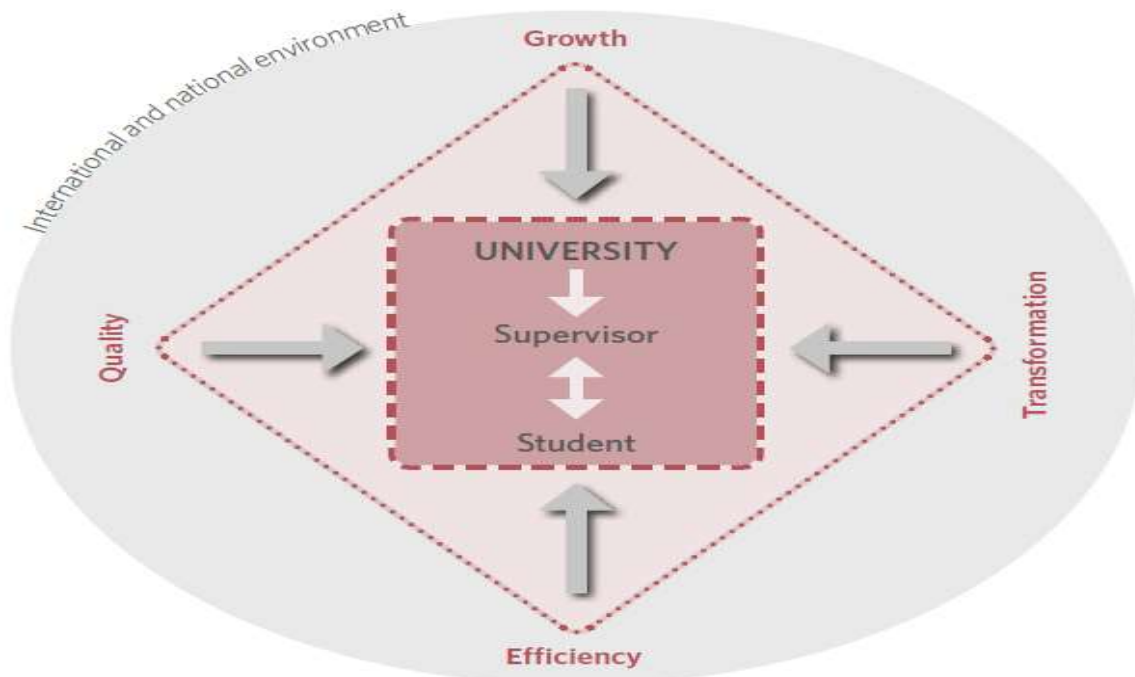 International and national environment
Growth
UNIVERSITY
Supervisor
Student
Quality
Transformation
Efficiency